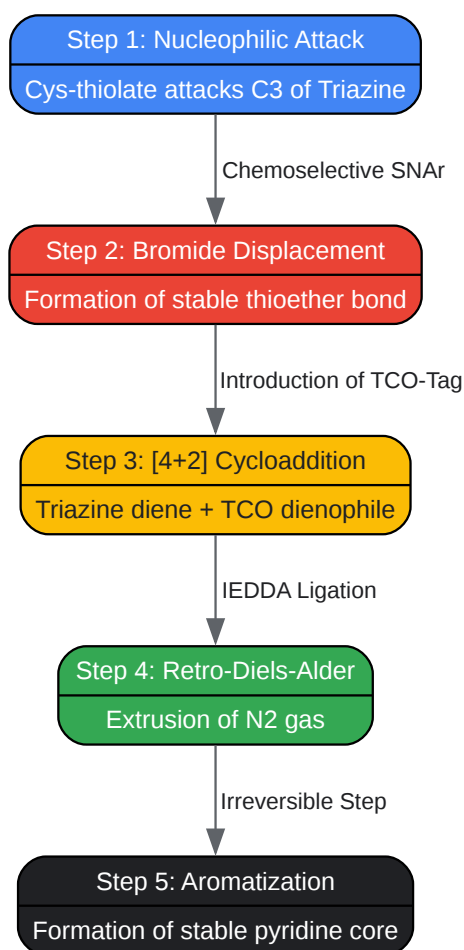 Step 1: Nucleophilic Attack
Cys-thiolate attacks C3 of Triazine
Chemoselective SNAr
Step 2: Bromide Displacement
Formation of stable thioether bond
Introduction of TCO-Tag
Step 3: [4+2] Cycloaddition
Triazine diene + TCO dienophile
IEDDA Ligation
Step 4: Retro-Diels-Alder
Extrusion of N2 gas
Irreversible Step
Step 5: Aromatization
Formation of stable pyridine core